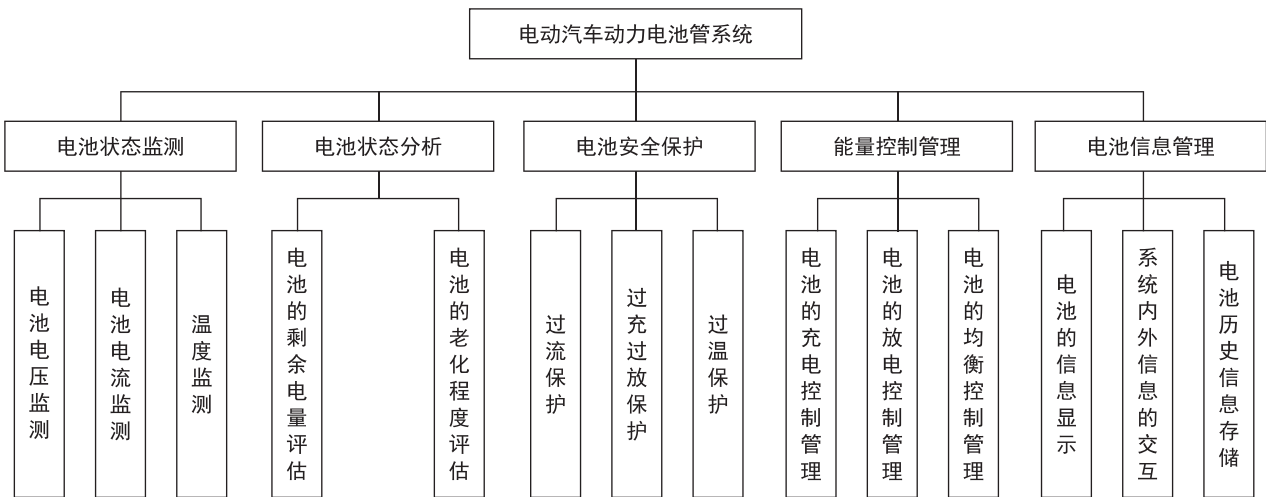 电动汽车动力电池管系统
电池状态监测
电池状态分析
电池安全保护
能量控制管理
电池信息管理
电池电压监测
电池电流监测
温度监测
电池的剩余电量评估
电池的老化程度评估
过流保护
过充过放保护
过温保护
电池的充电控制管理
电池的放电控制管理
电池的均衡控制管理
电池的信息显示
系统内外信息的交互
电池历史信息存储